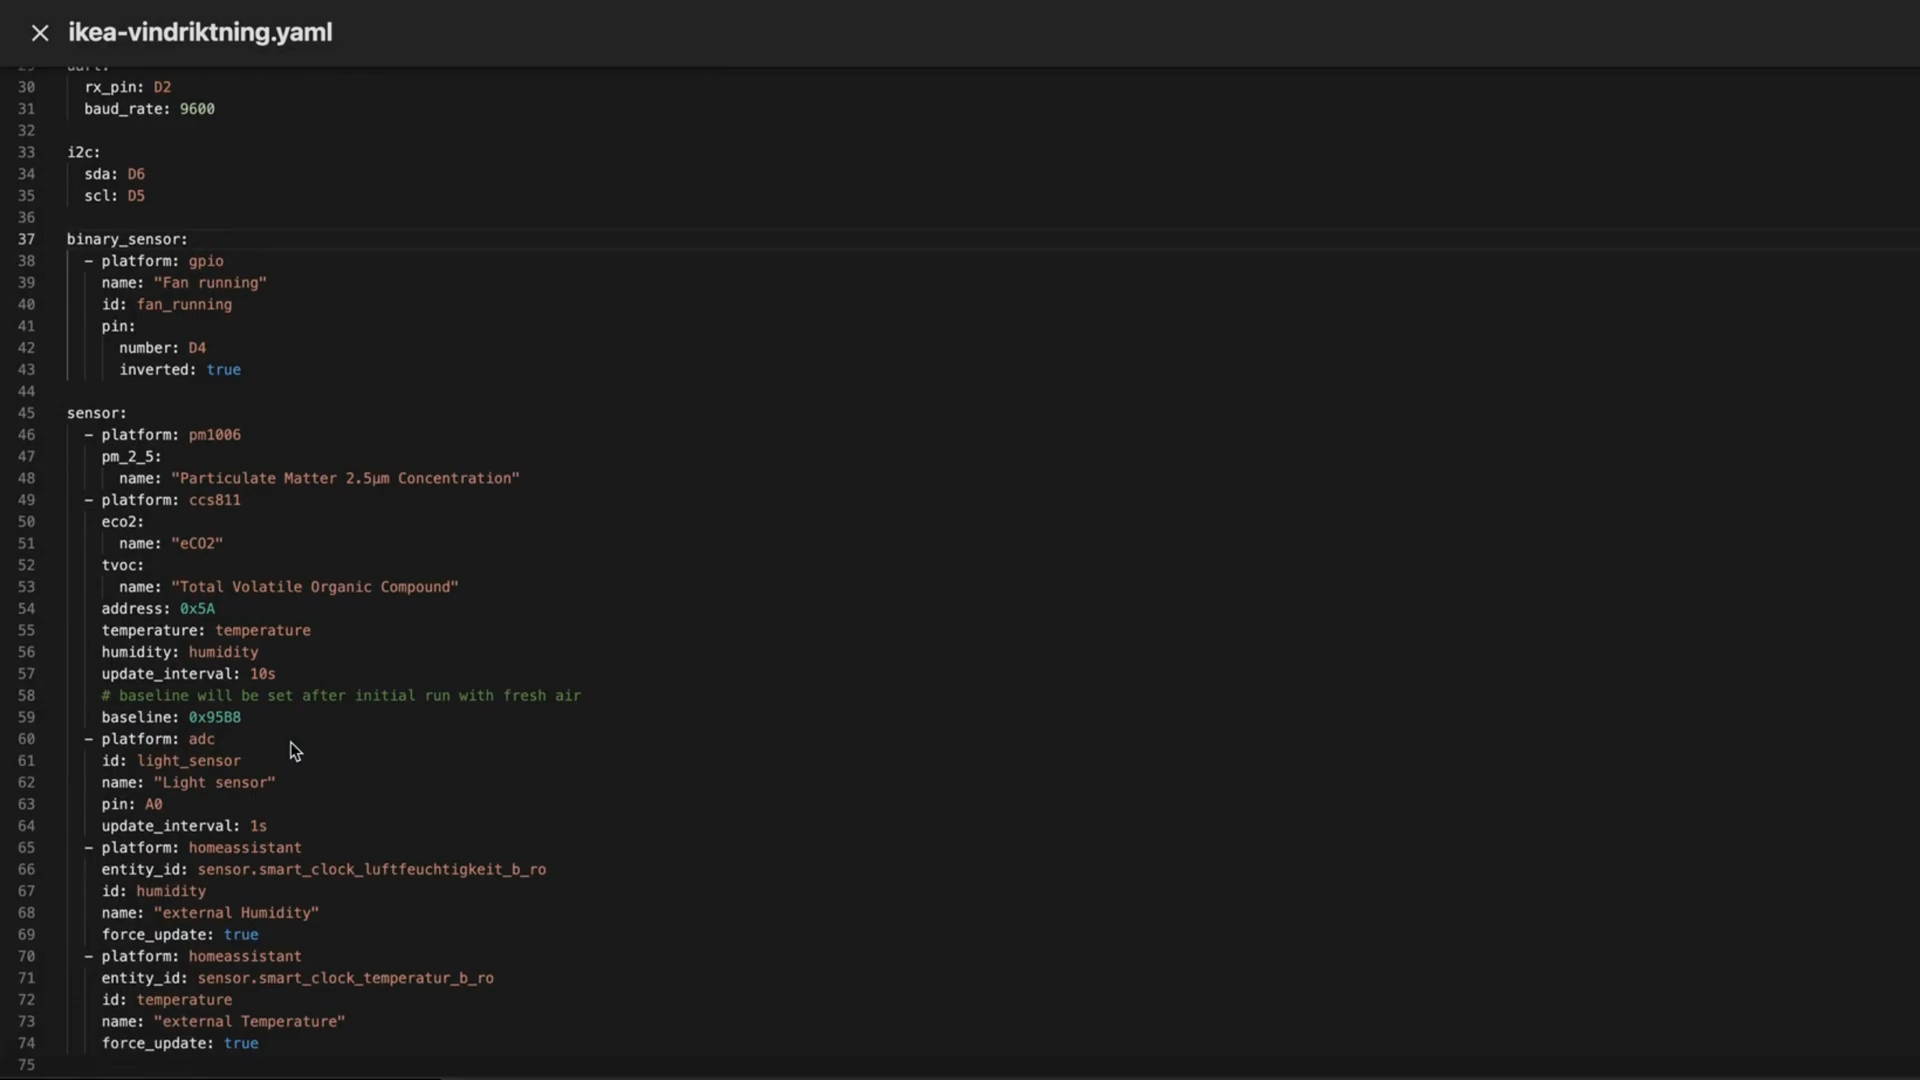 ikea-vindriktning.yaml
29 uart:
30 rx_pin: D2
31 baud_rate: 9600
32
33 i2c:
34 sda: D6
35 scl: D5
36
37 binary_sensor:
38 - platform: gpio
39 name: "Fan running"
40 id: fan_running
41 pin:
42 number: D4
43 inverted: true
44
45 sensor:
46 - platform: pm1006
47 pm_2_5:
48 name: "Particulate Matter 2.5µm Concentration"
49 - platform: ccs811
50 eco2:
51 name: "eCO2"
52 tvoc:
53 name: "Total Volatile Organic Compound"
54 address: 0x5A
55 temperature: temperature
56 humidity: humidity
57 update_interval: 10s
58 # baseline will be set after initial run with fresh air
59 baseline: 0x95B8
60 - platform: adc
61 id: light_sensor
62 name: "Light sensor"
63 pin: A0
64 update_interval: 1s
65 - platform: homeassistant
66 entity_id: sensor.smart_clock_luftfeuchtigkeit_b_ro
67 id: humidity
68 name: "external Humidity"
69 force_update: true
70 - platform: homeassistant
71 entity_id: sensor.smart_clock_temperatur_b_ro
72 id: temperature
73 name: "external Temperature"
74 force_update: true
75